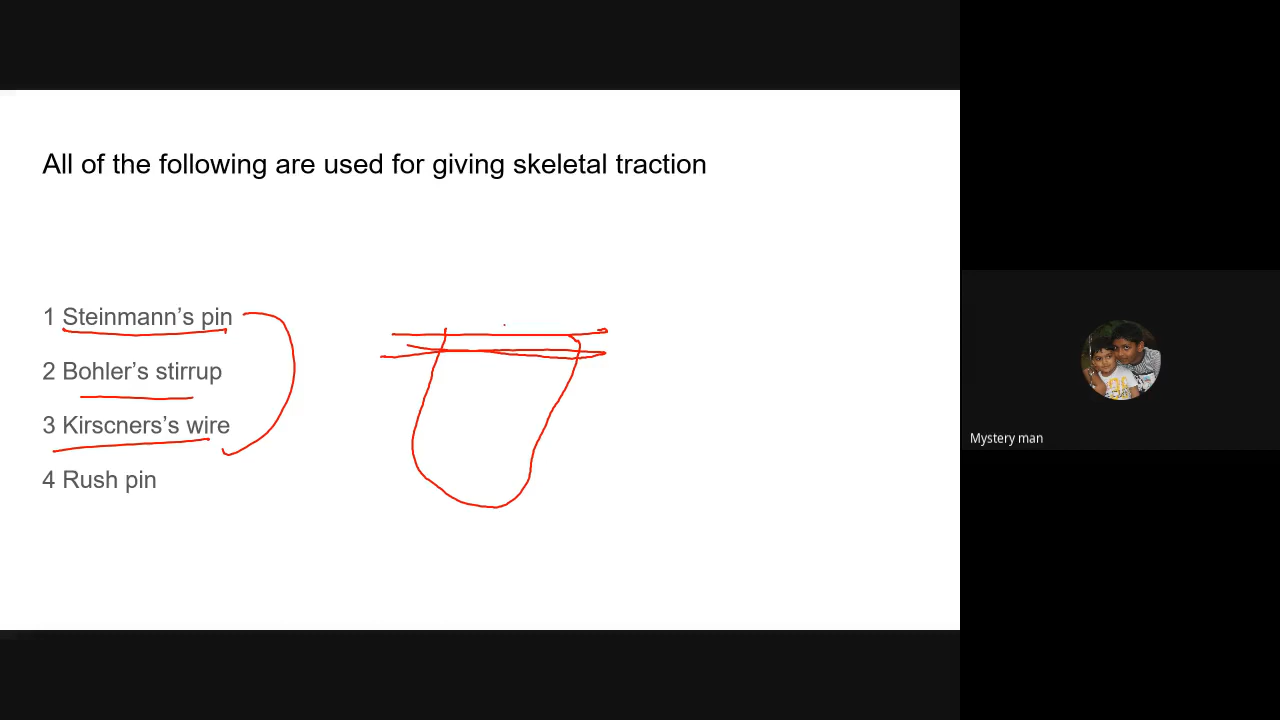 All of the following are used for giving skeletal traction
1 Steinmann’s pin
2 Bohler’s stirrup
3 Kirscners’s wire
4 Rush pin
Mystery man